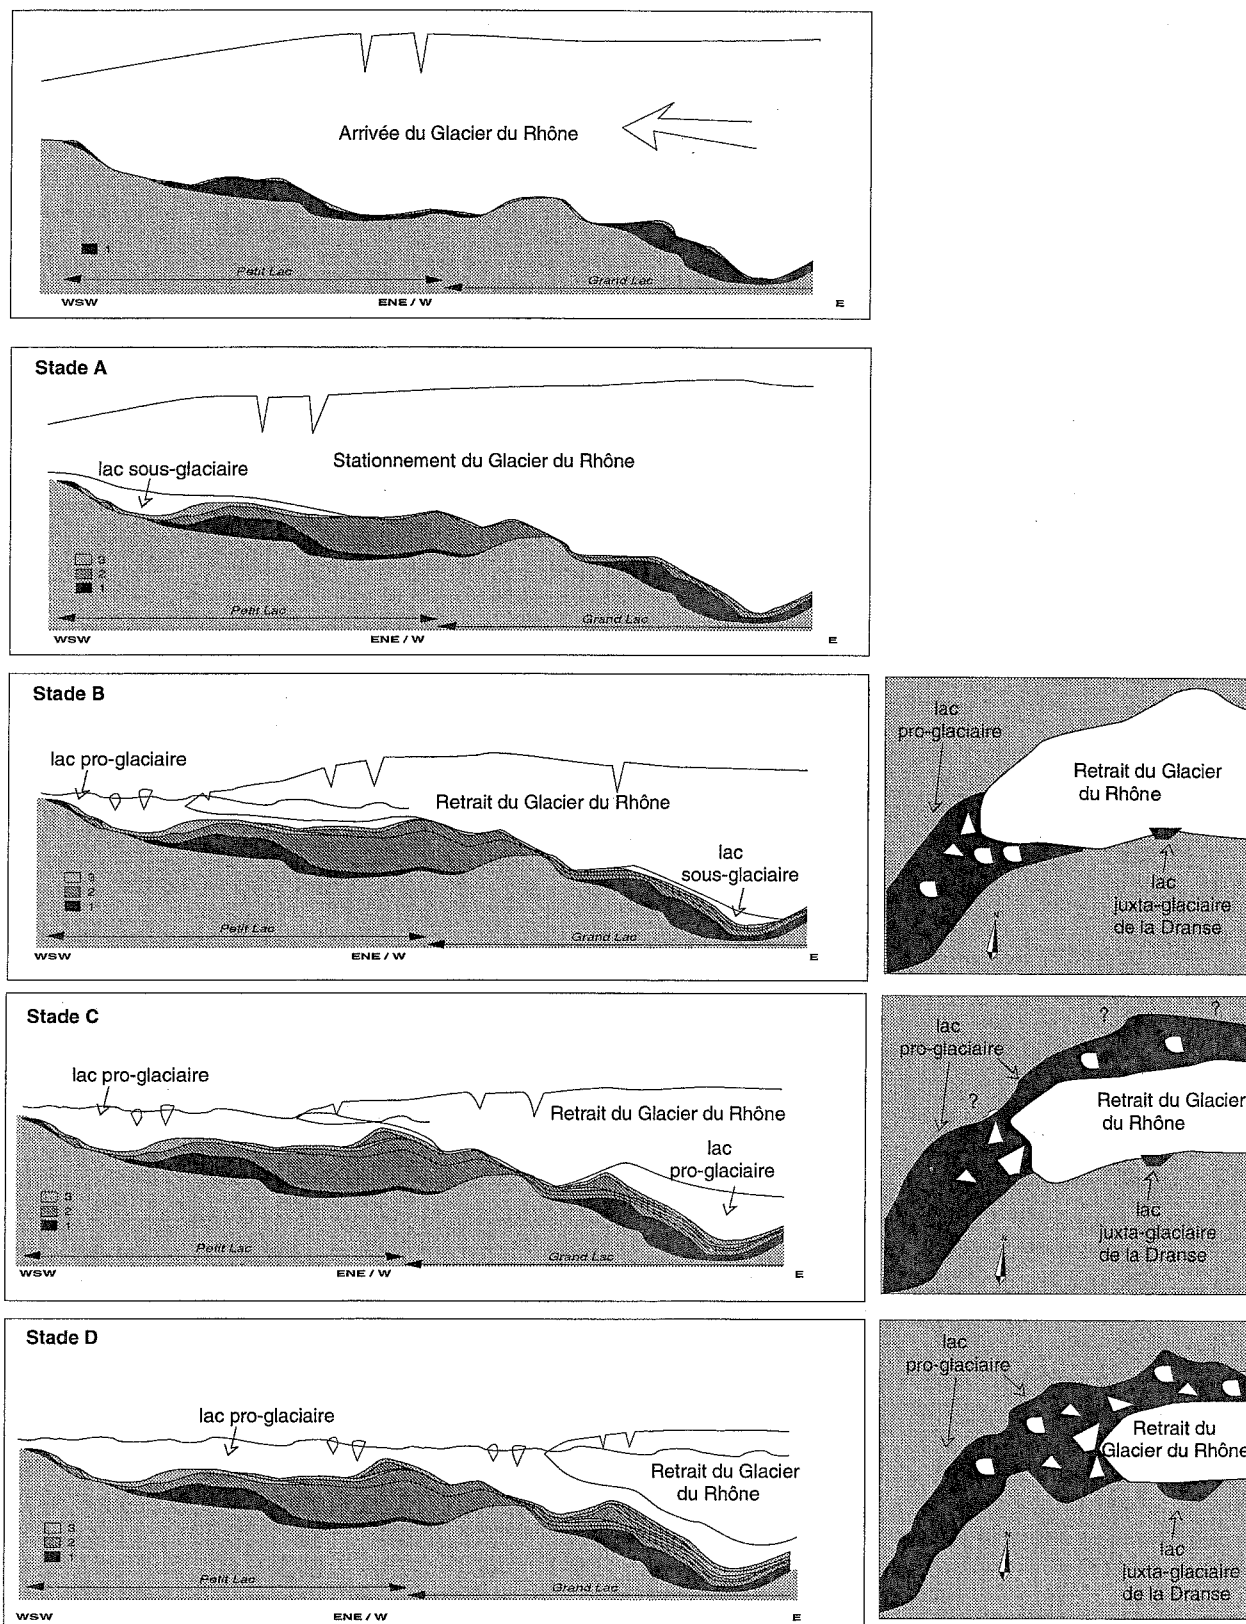 Arrivée du Glacier du Rhône
1
Petit Lac
Grand Lac
WSW
ENE / W
E
Stade A
lac sous-glaciaire
Stationnement du Glacier du Rhône
3
2
1
Petit Lac
Grand Lac
WSW
ENE / W
E
Stade B
lac pro-glaciaire
Retrait du Glacier du Rhône
lac
sous-glaciaire
3
2
1
Petit Lac
Grand Lac
WSW
ENE / W
E
lac
pro-glaciaire
Retrait du Glacier
du Rhône
lac
juxta-glaciaire
de la Dranse
N
Stade C
lac pro-glaciaire
Retrait du Glacier du Rhône
lac
pro-glaciaire
3
2
1
Petit Lac
Grand Lac
WSW
ENE / W
E
? ?
lac
pro-glaciaire
?
Retrait du Glacier
du Rhône
lac
juxta-glaciaire
de la Dranse
N
Stade D
lac pro-glaciaire
Retrait du Glacier
du Rhône
3
2
1
Petit Lac
Grand Lac
WSW
ENE / W
E
lac
pro-glaciaire
Retrait du
Glacier du Rhône
lac
juxta-glaciaire
de la Dranse
N